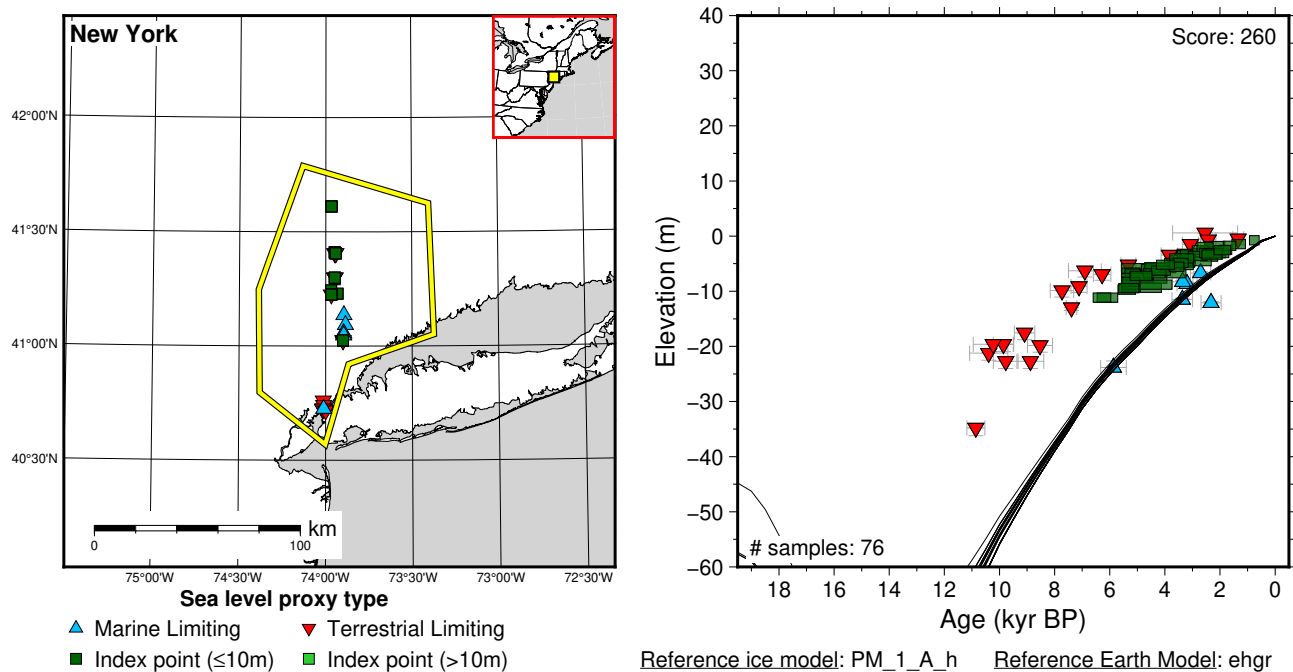 New York
42°00'N
41°30'N
41°00'N
40°30'N
km
0 100
75°00'W 74°30'W 74°00'W 73°30'W 73°00'W 72°30'W
Sea level proxy type
Marine Limiting Terrestrial Limiting
Index point (≤10m) Index point (>10m)
Score: 260
40
30
20
10
0
−10
−20
−30
−40
−50
−60
Elevation (m)
# samples: 76
18 16 14 12 10 8 6 4 2 0
Age (kyr BP)
Reference ice model: PM_1_A_h Reference Earth Model: ehgr